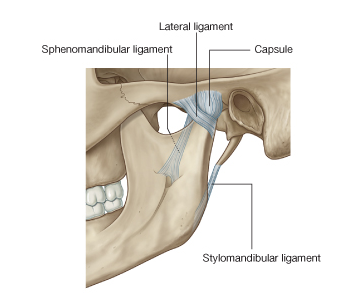 Lateral ligament
Sphenomandibular ligament
Capsule
Stylomandibular ligament